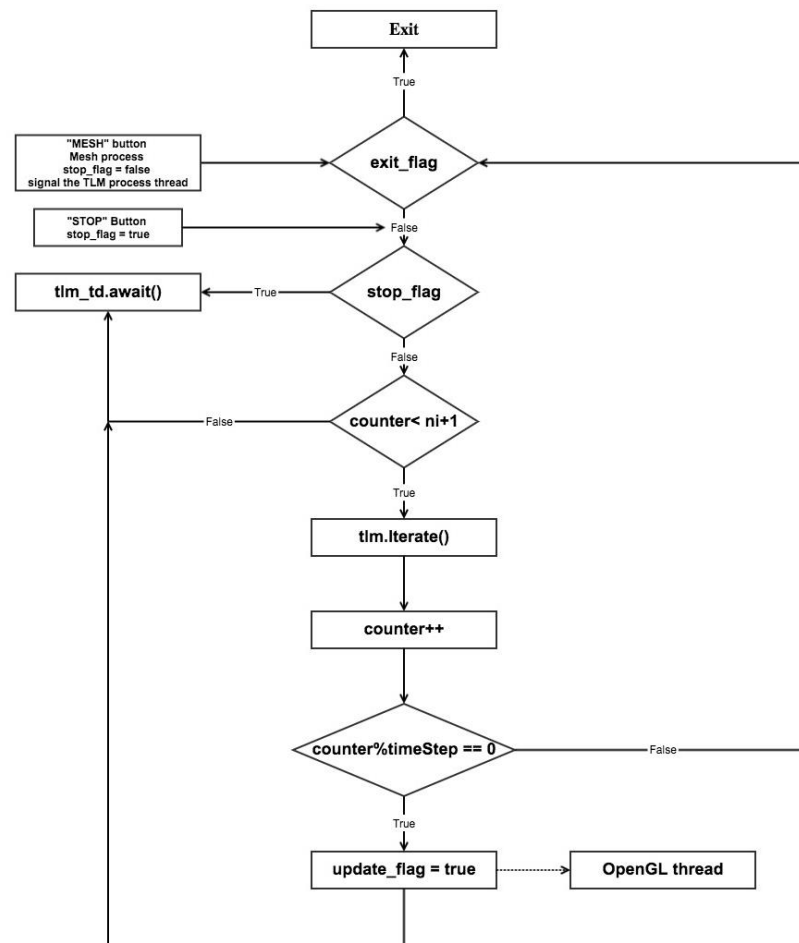 Exit
True
"MESH" button
Mesh process
stop_flag = false
signal the TLM process thread
exit_flag
"STOP" Button
stop_flag = true
False
tlm_td.await()
True
stop_flag
False
False
counter< ni+1
True
tlm.Iterate()
counter++
counter%timeStep == 0
False
True
update_flag = true
OpenGL thread